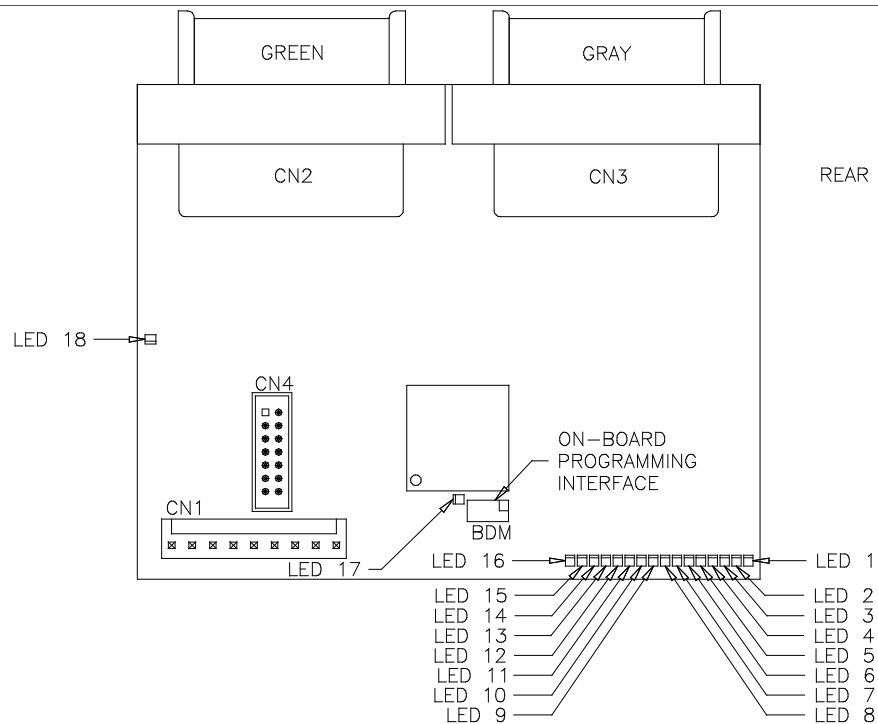 GREEN
GRAY
CN2
CN3
REAR
LED 18
CN4
ON-BOARD
PROGRAMMING
INTERFACE
CN1
BDM
LED 17
LED 16
LED 1
LED 15
LED 2
LED 14
LED 3
LED 13
LED 4
LED 12
LED 5
LED 11
LED 6
LED 10
LED 7
LED 9
LED 8